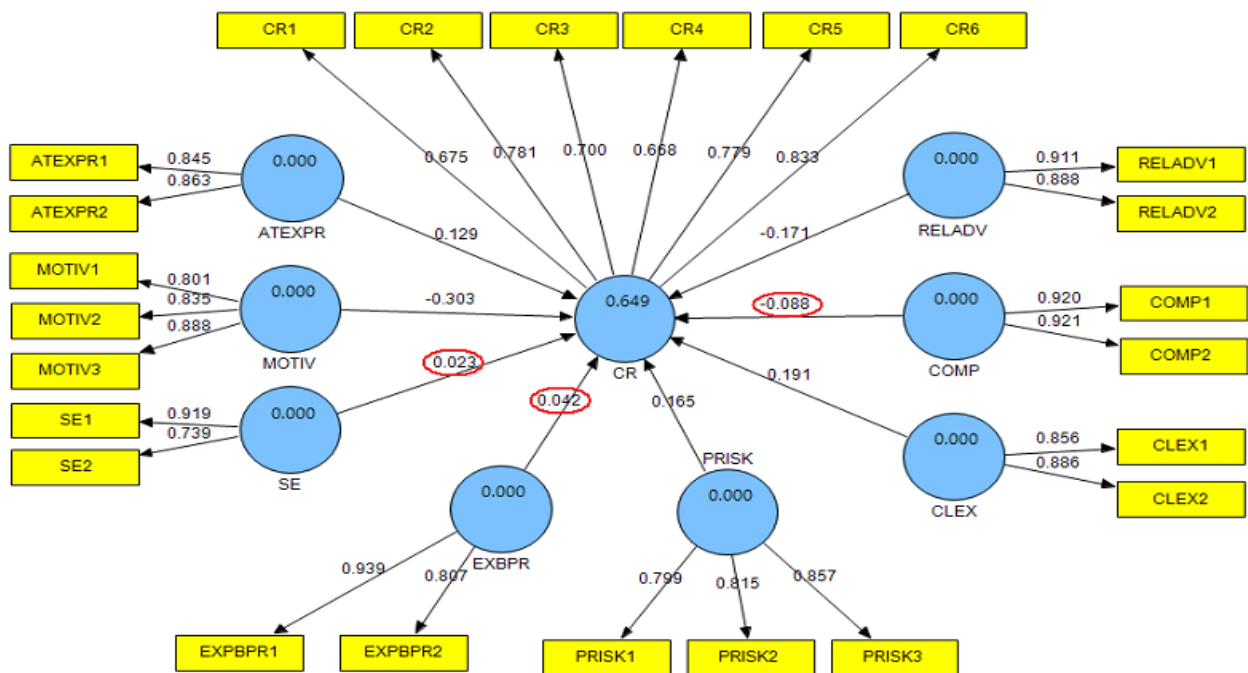 CR1 CR2 CR3 CR4 CR5 CR6
0.675 0.781 0.700 0.668 0.779 0.833
ATEXPR1
ATEXPR2
0.845
0.863
0.000
ATEXPR
0.129
MOTIV1
MOTIV2
MOTIV3
0.801
0.835
0.888
0.000
MOTIV
-0.303
SE1
SE2
0.919
0.739
0.000
SE
0.023
0.649
CR
0.000
RELADV
0.911
0.888
RELADV1
RELADV2
-0.171
0.000
COMP
0.920
0.921
COMP1
COMP2
-0.088
0.000
CLEX
0.856
0.886
CLEX1
CLEX2
0.191
0.042
0.000
EXBPR
0.939
0.807
EXPBPR1
EXPBPR2
0.165
PRISK
0.000
0.799
0.815
0.857
PRISK1
PRISK2
PRISK3